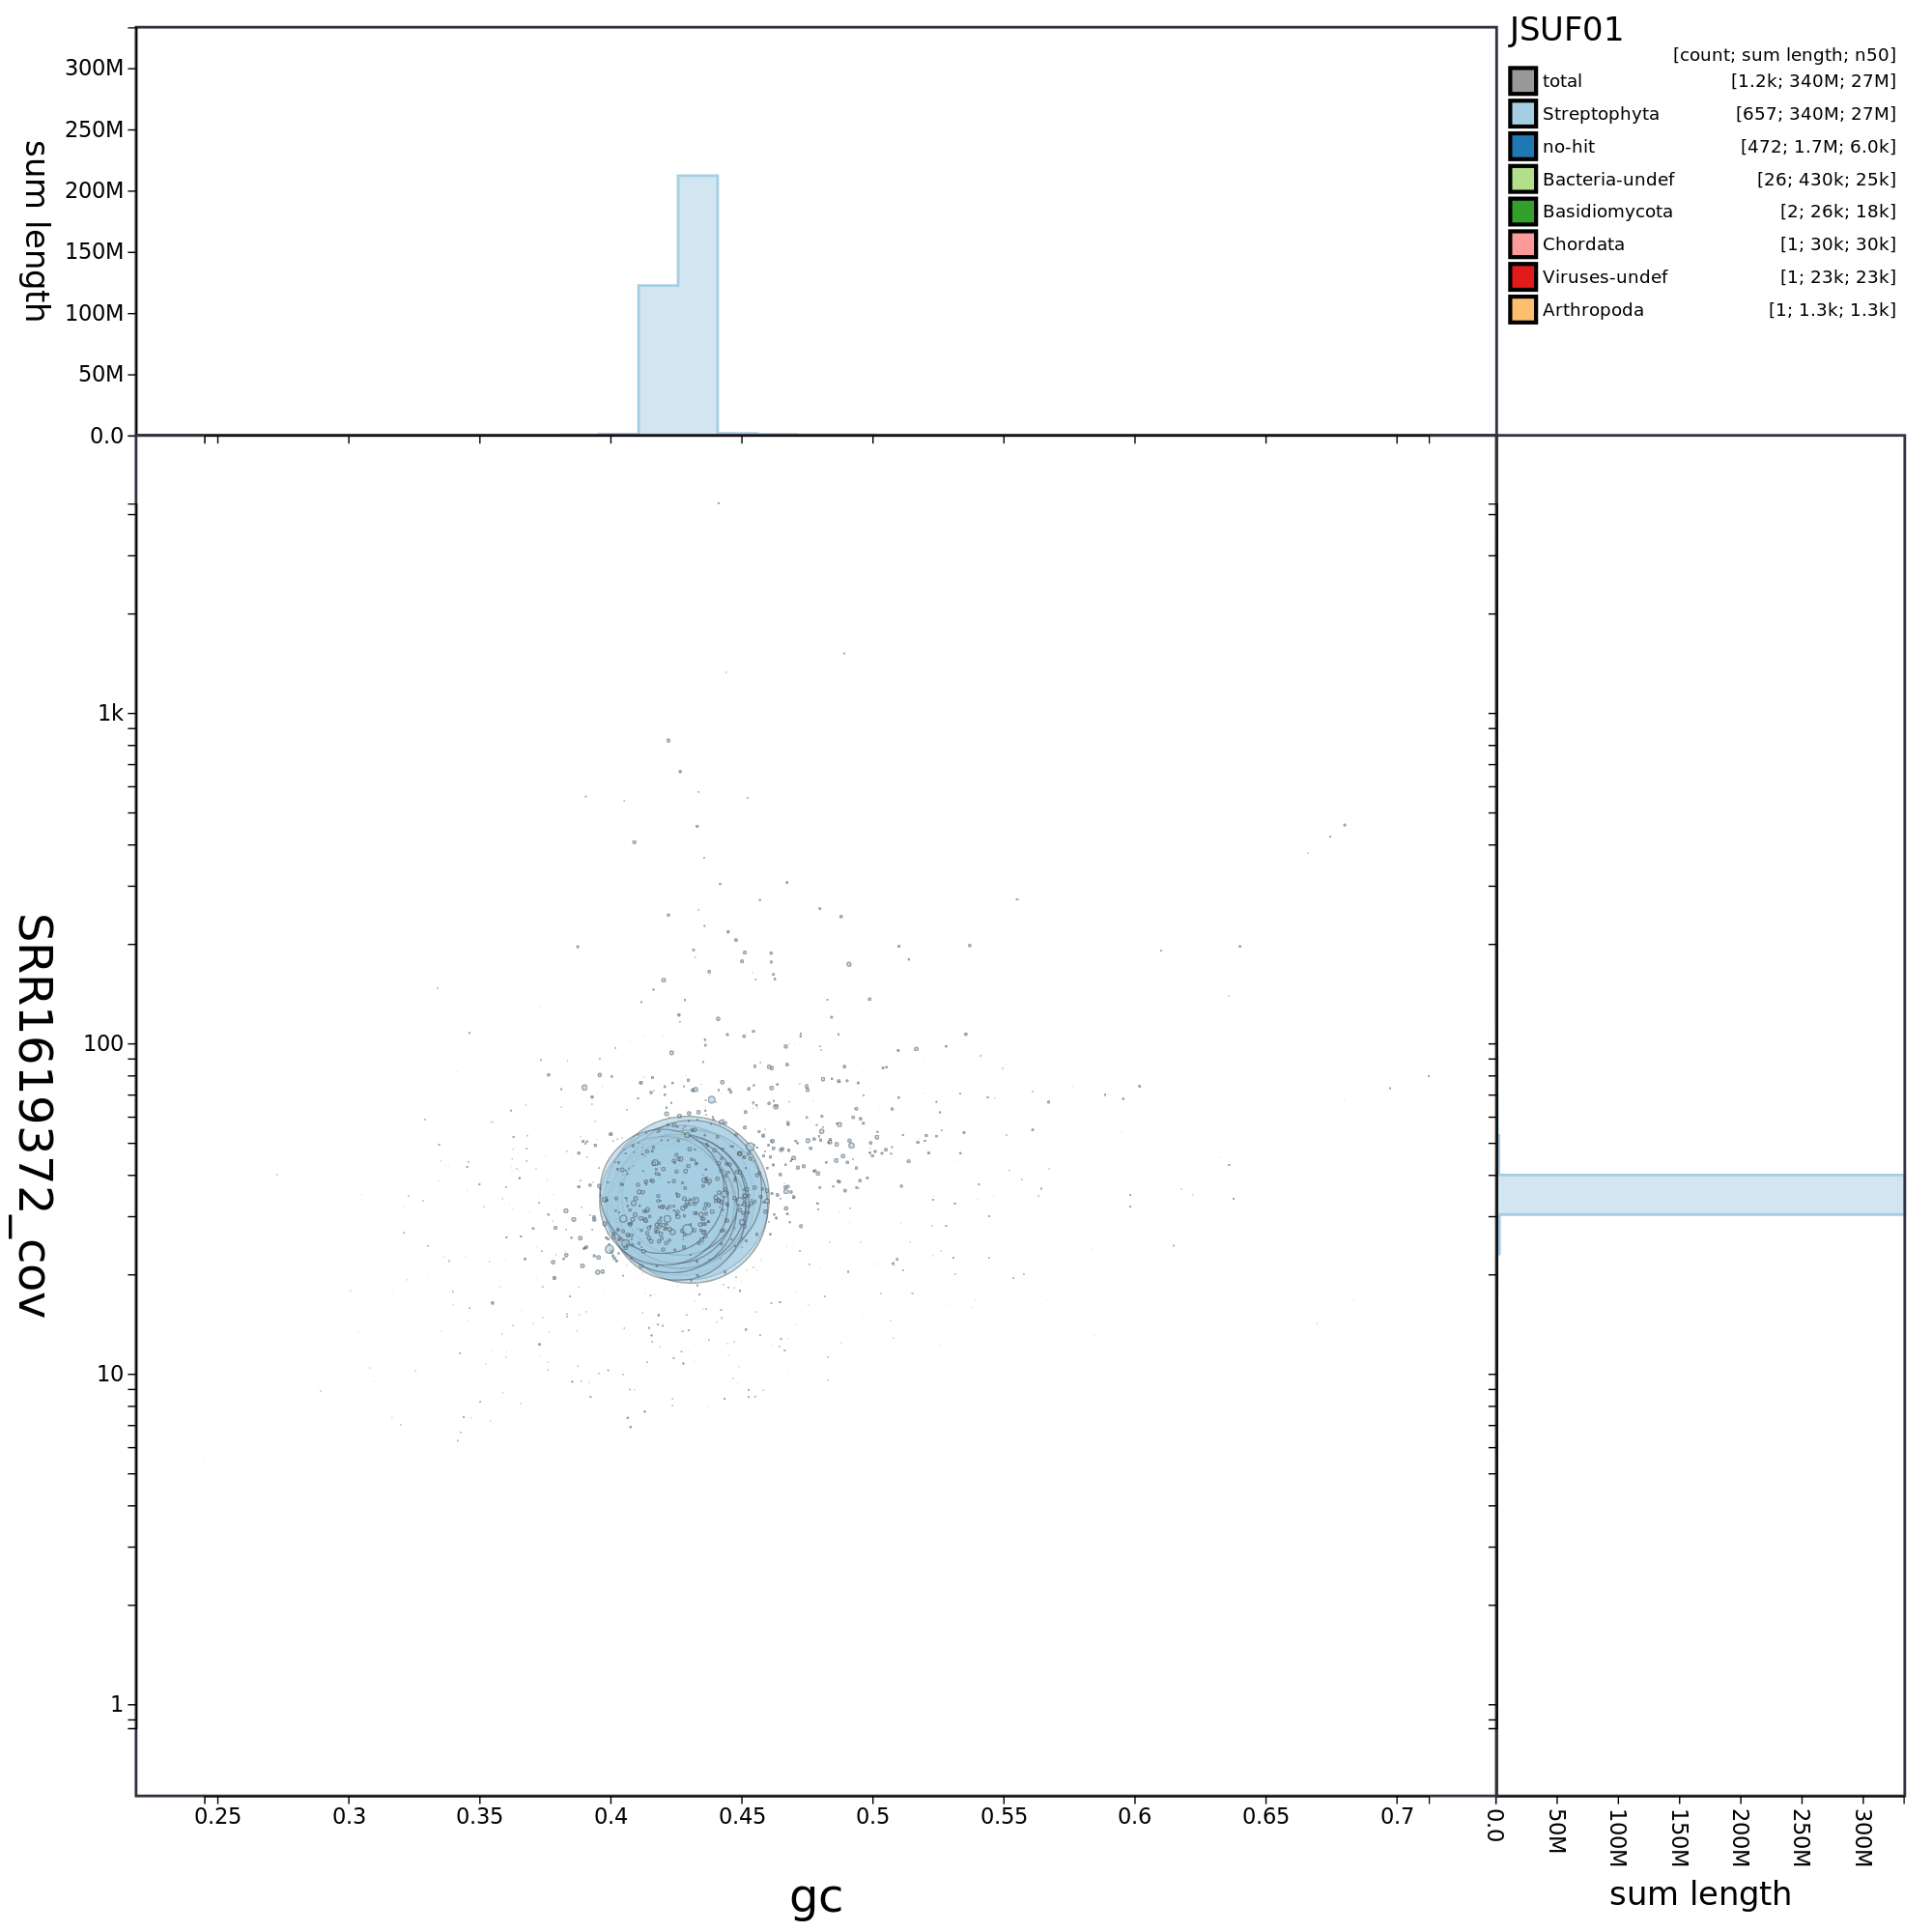 JSUF01
[count; sum length; n50]
total [1.2k; 340M; 27M]
Streptophyta [657; 340M; 27M]
no-hit [472; 1.7M; 6.0k]
Bacteria-undef [26; 430k; 25k]
Basidiomycota [2; 26k; 18k]
Chordata [1; 30k; 30k]
Viruses-undef [1; 23k; 23k]
Arthropoda [1; 1.3k; 1.3k]
sum length
300M
250M
200M
150M
100M
50M
0.0
SRR1619372_cov
1k
100
10
1
0.25 0.3 0.35 0.4 0.45 0.5 0.55 0.6 0.65 0.7
gc
0.0 50M 100M 150M 200M 250M 300M
sum length